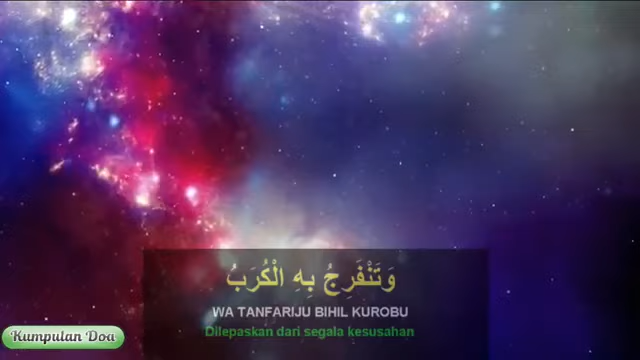 وَتَنْفَرِجُ بِهِ الْكُرَبُ
WA TANFARIJU BIHIL KUROBU
Dilepaskan dari segala kesusahan
Kumpulan Doa